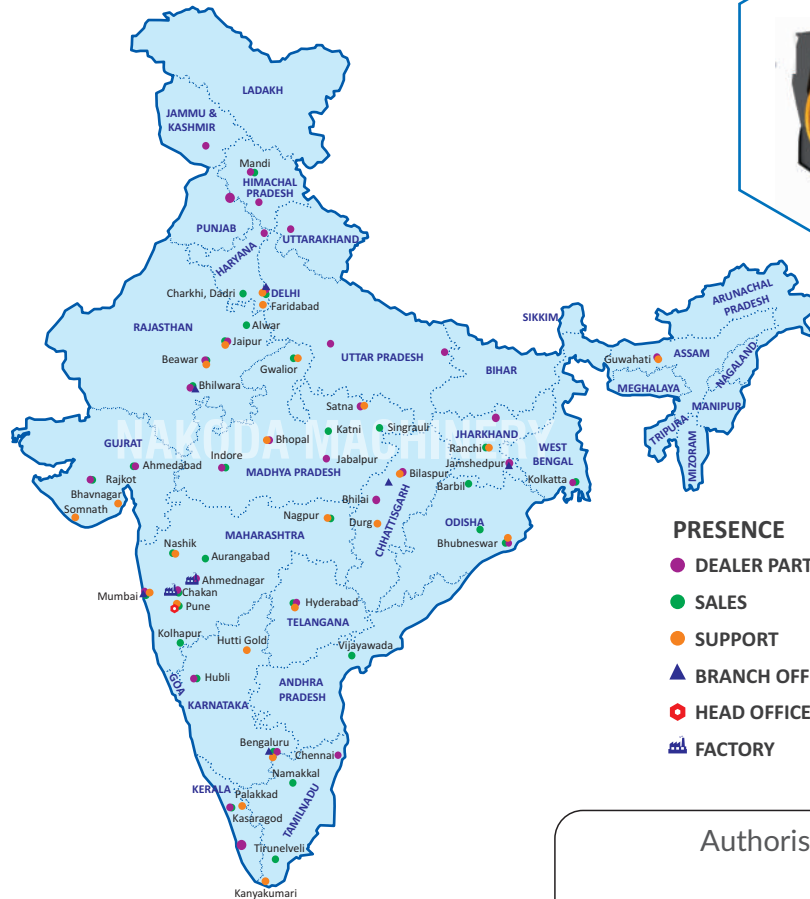 LADAKH
JAMMU &
KASHMIR
Mandi
HIMACHAL
PRADESH
PUNJAB
UTTARAKHAND
HARYANA
Charkhi, Dadri
DELHI
Faridabad
ARUNACHAL
PRADESH
SIKKIM
RAJASTHAN
Alwar
Jaipur
UTTAR PRADESH
Beawar
Gwalior
BIHAR
Guwahati
ASSAM
NAGALAND
MEGHALAYA
Bhilwara
MANIPUR
Satna
TRIPURA
MIZORAM
Katni
Singrauli
NAKODA MACHINERY
GUJRAT
Bhopal
JHARKHAND
Ranchi
WEST
BENGAL
Ahmedabad
Indore
Jabalpur
MADHYA PRADESH
Jamshedpur
Rajkot
Bilaspur
Barbil
Kolkatta
Bhavnagar
Bhilai
CHHATTISGARH
Somnath
Nagpur
Durg
ODISHA
MAHARASHTRA
Bhubneswar
Nashik
Aurangabad
Ahmednagar
Mumbai
Chakan
Pune
Hyderabad
TELANGANA
Kolhapur
Hutti Gold
Vijayawada
GOA
Hubli
ANDHRA
PRADESH
KARNATAKA
Bengaluru
Chennai
Namakkal
KERALA
Palakkad
TAMILNADU
Kasaragod
Tirunelveli
Kanyakumari
PRESENCE
DEALER PART
SALES
SUPPORT
BRANCH OFF
HEAD OFFICE
FACTORY
Authoris